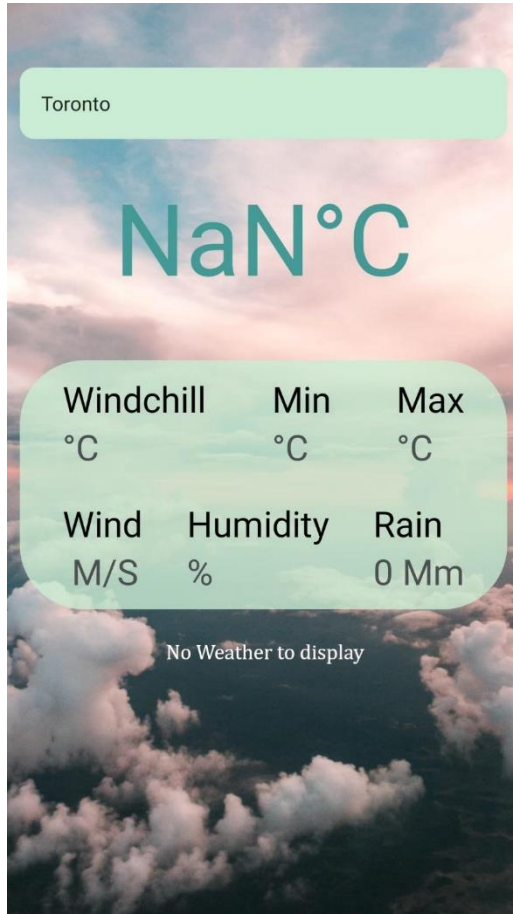 Toronto
NaN°C
Windchill Min Max
°C °C °C
Wind Humidity Rain
M/S % 0 Mm
No Weather to display